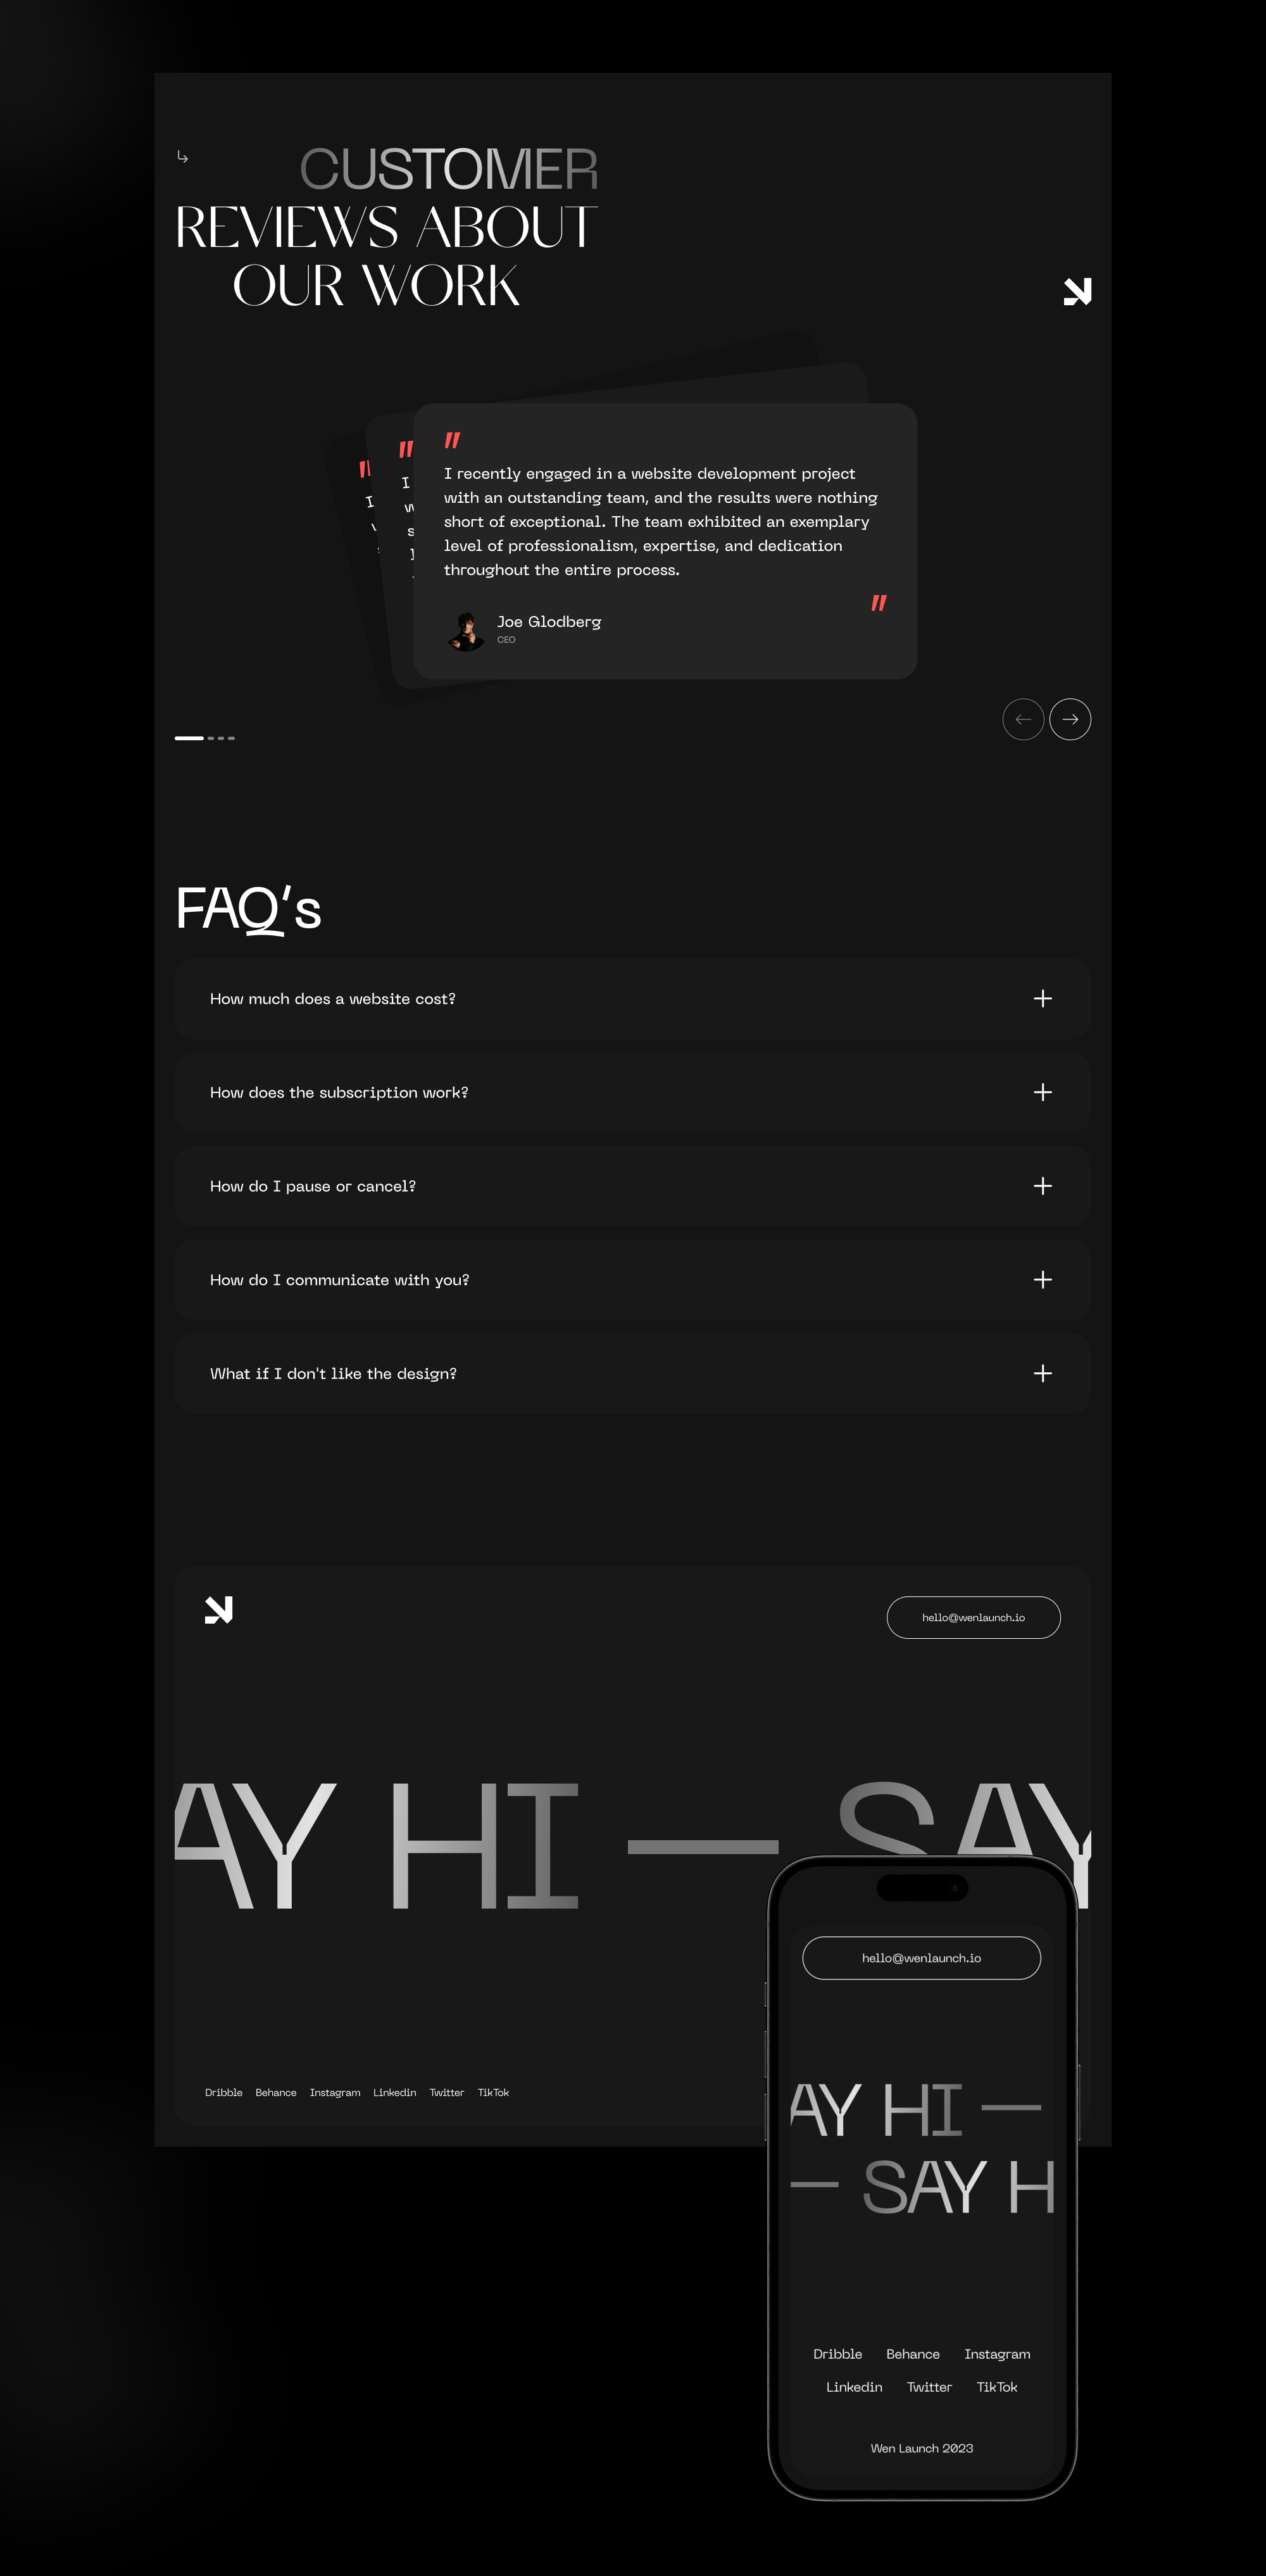 CUSTOMER
REVIEWS ABOUT
OUR WORK
"
I recently engaged in a website development project
with an outstanding team, and the results were nothing
short of exceptional. The team exhibited an exemplary
level of professionalism, expertise, and dedication
throughout the entire process.
"
Joe Glodberg
CEO
FAQ's
How much does a website cost?
How does the subscription work?
How do I pause or cancel?
How do I communicate with you?
What if I don't like the design?
hello@wenlaunch.io
AY HI — SAY
Dribble Behance Instagram Linkedin Twitter TikTok
hello@wenlaunch.io
AY HI —
— SAY H
Dribble Behance Instagram
Linkedin Twitter TikTok
Wen Launch 2023